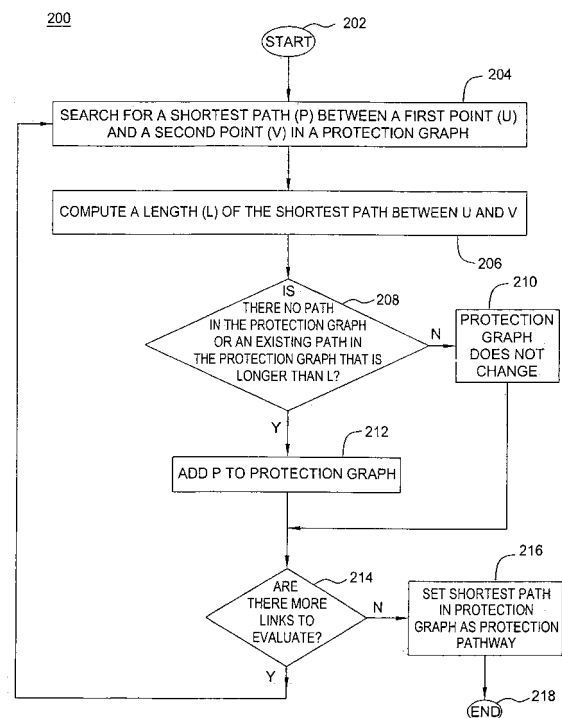 200
202
START
204
SEARCH FOR A SHORTEST PATH (P) BETWEEN A FIRST POINT (U)
AND A SECOND POINT (V) IN A PROTECTION GRAPH
COMPUTE A LENGTH (L) OF THE SHORTEST PATH BETWEEN U AND V
206
IS
THERE NO PATH
IN THE PROTECTION GRAPH
OR AN EXISTING PATH IN
THE PROTECTION GRAPH THAT IS
LONGER THAN L?
208
N
210
PROTECTION
GRAPH
DOES NOT
CHANGE
Y
212
ADD P TO PROTECTION GRAPH
ARE
THERE MORE
LINKS TO
EVALUATE?
214
N
216
SET SHORTEST PATH
IN PROTECTION
GRAPH AS PROTECTION
PATHWAY
Y
218
END